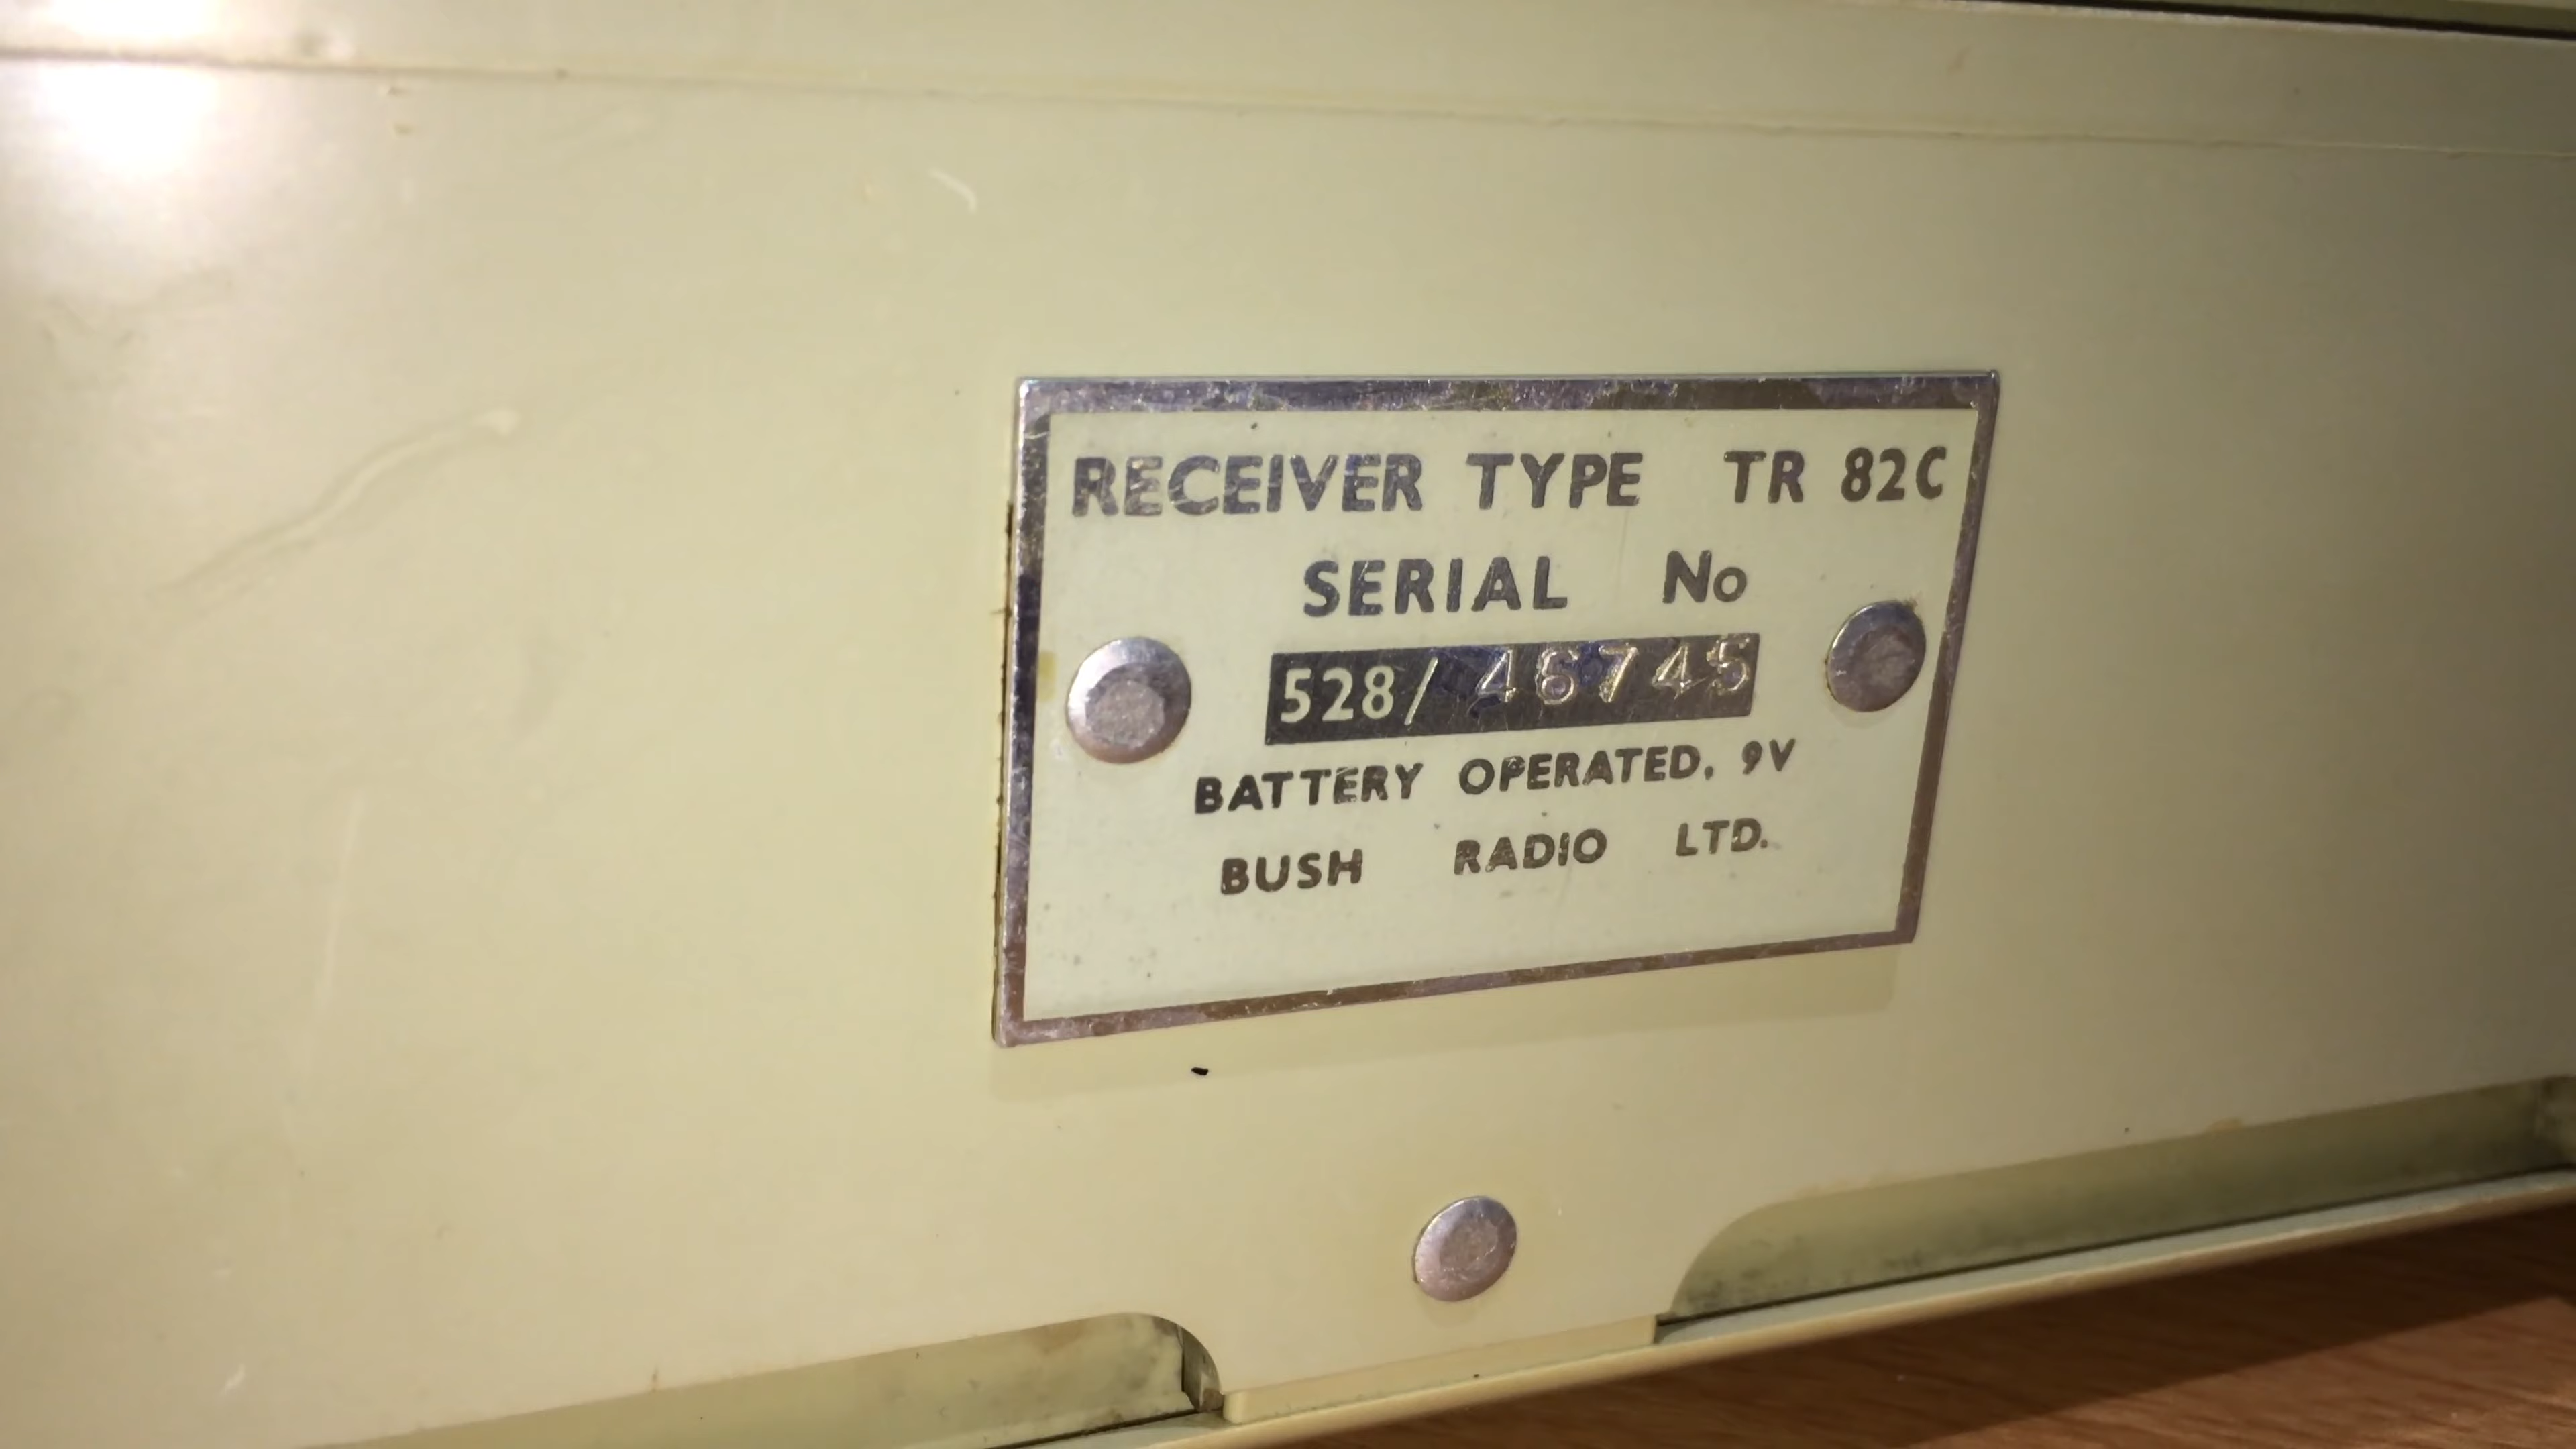 RECEIVER TYPE TR 82C
SERIAL No
528/ 46745
BATTERY OPERATED, 9V
BUSH RADIO LTD.